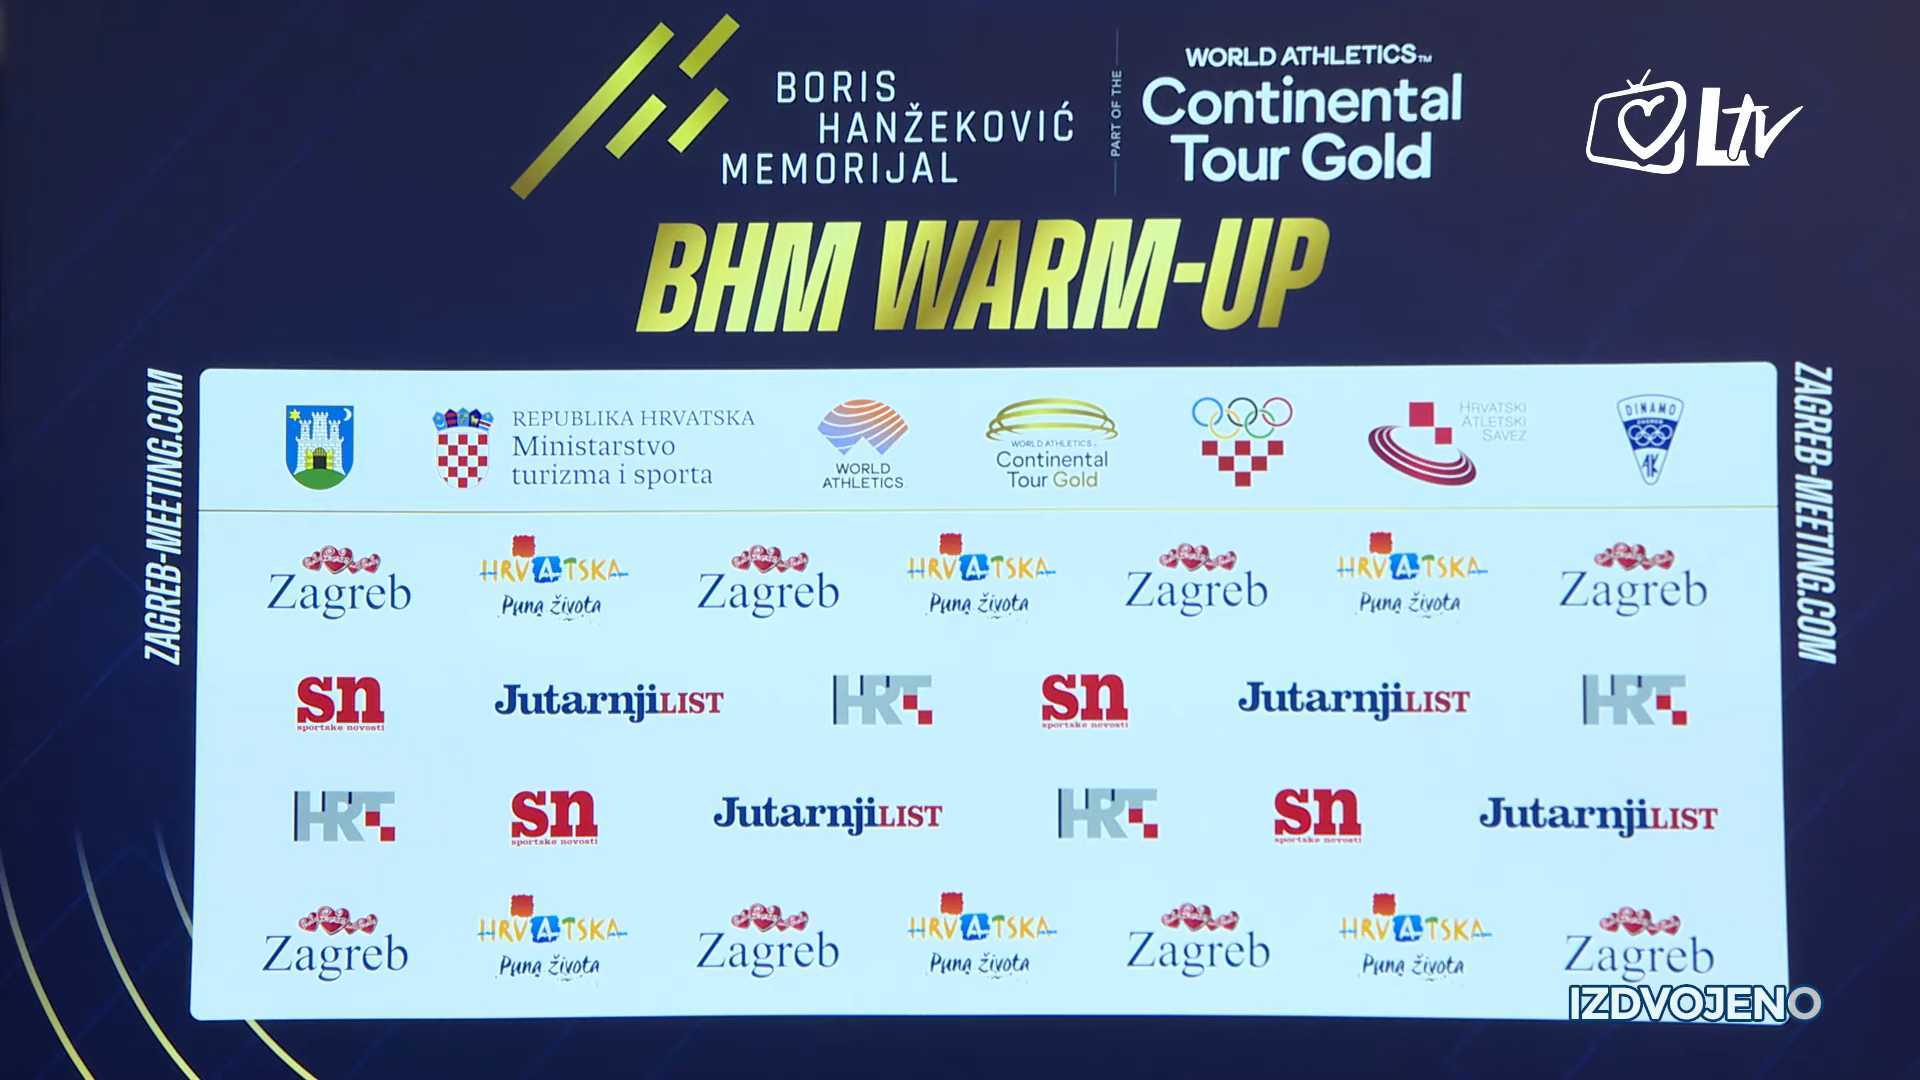 BORIS
HANŽEKOVIĆ
MEMORIJAL
PART OF THE
WORLD ATHLETICS™
Continental
Tour Gold
LTV
BHM WARM-UP
ZAGREB-MEETING.COM
ZAGREB-MEETING.COM
REPUBLIKA HRVATSKA
Ministarstvo
turizma i sporta
WORLD
ATHLETICS
WORLD ATHLETICS™
Continental
Tour Gold
HRVATSKI
ATLETSKI
SAVEZ
DINAMO
ZAGREB
AK
Zagreb HRVATSKA Zagreb HRVATSKA Zagreb HRVATSKA Zagreb
Puna života Puna života Puna života
sn JutarnjiLIST HRT sn JutarnjiLIST HRT
sportske novosti sportske novosti
HRT sn JutarnjiLIST HRT sn JutarnjiLIST
sportske novosti sportske novosti
Zagreb HRVATSKA Zagreb HRVATSKA Zagreb HRVATSKA Zagreb
Puna života Puna života Puna života
IZDVOJENO